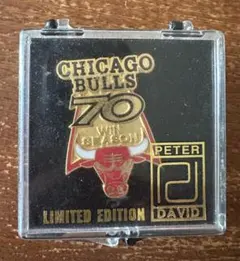 CHICAGO
BULLS
70
WIN
SEASON
PETER
DAVID
LIMITED EDITION